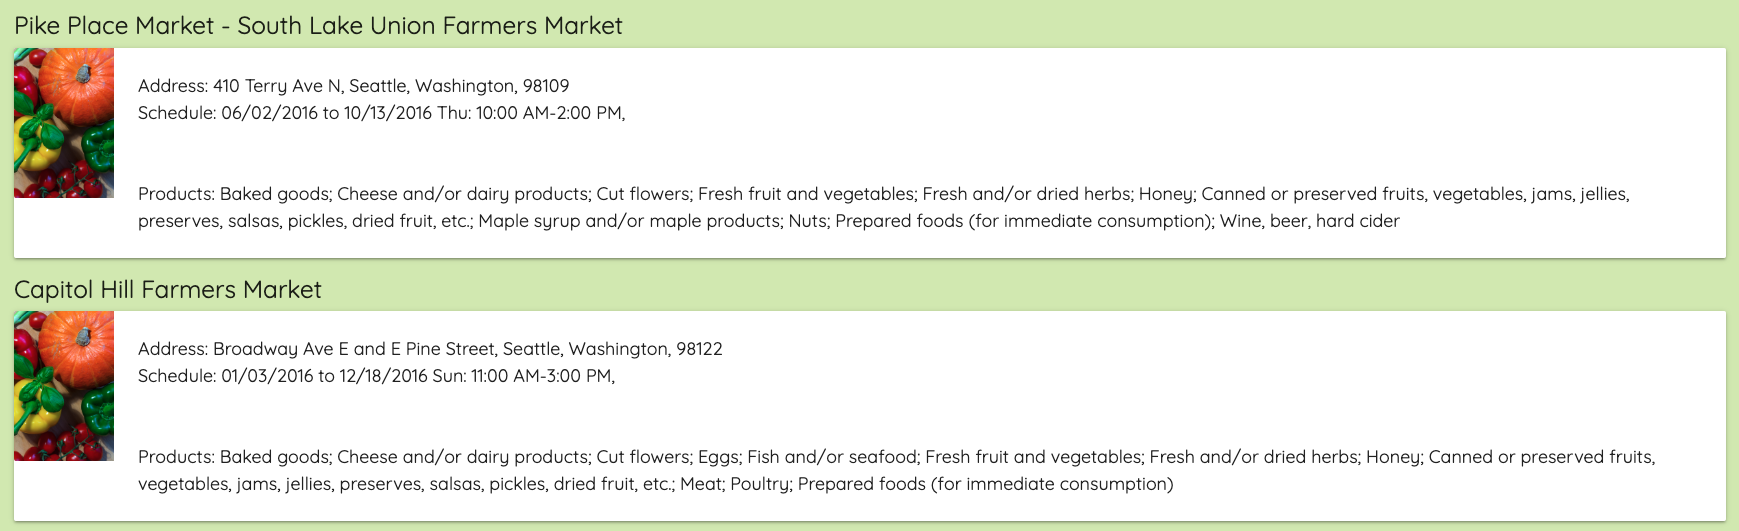 Pike Place Market - South Lake Union Farmers Market
Address: 410 Terry Ave N, Seattle, Washington, 98109
Schedule: 06/02/2016 to 10/13/2016 Thu: 10:00 AM-2:00 PM,
Products: Baked goods; Cheese and/or dairy products; Cut flowers; Fresh fruit and vegetables; Fresh and/or dried herbs; Honey; Canned or preserved fruits, vegetables, jams, jellies,
preserves, salsas, pickles, dried fruit, etc.; Maple syrup and/or maple products; Nuts; Prepared foods (for immediate consumption); Wine, beer, hard cider
Capitol Hill Farmers Market
Address: Broadway Ave E and E Pine Street, Seattle, Washington, 98122
Schedule: 01/03/2016 to 12/18/2016 Sun: 11:00 AM-3:00 PM,
Products: Baked goods; Cheese and/or dairy products; Cut flowers; Eggs; Fish and/or seafood; Fresh fruit and vegetables; Fresh and/or dried herbs; Honey; Canned or preserved fruits,
vegetables, jams, jellies, preserves, salsas, pickles, dried fruit, etc.; Meat; Poultry; Prepared foods (for immediate consumption)